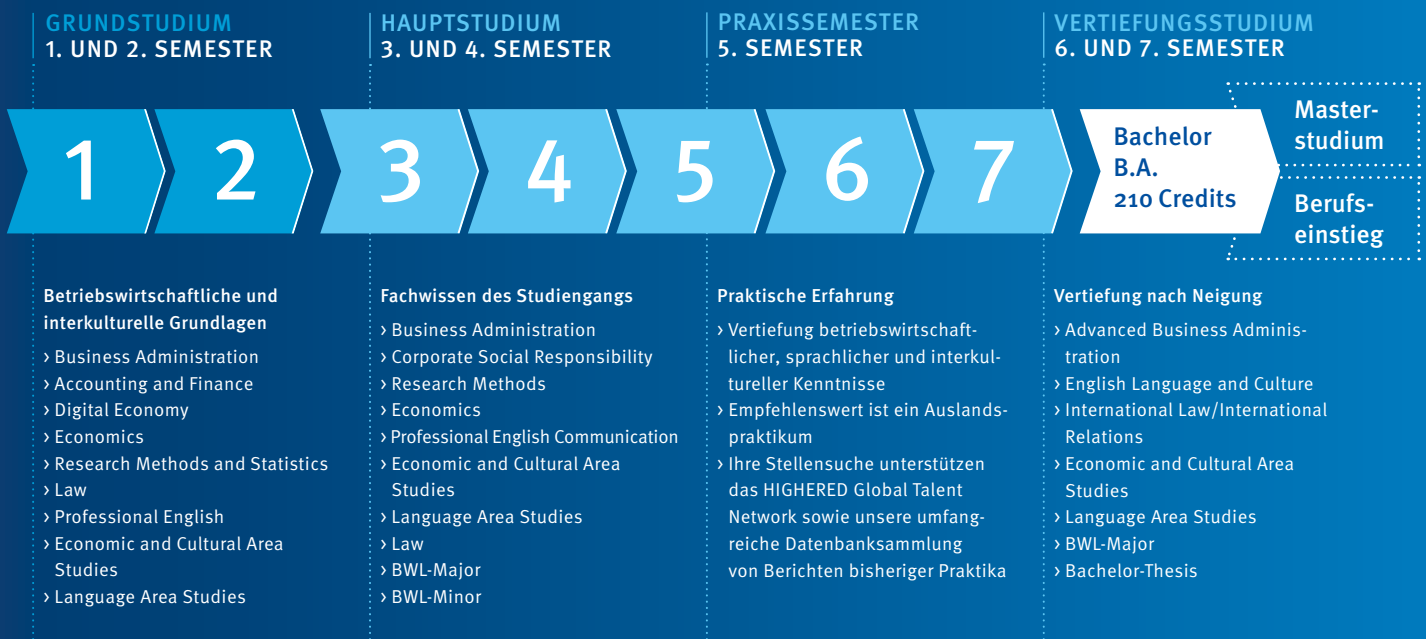 GRUNDSTUDIUM
1. UND 2. SEMESTER
HAUPTSTUDIUM
3. UND 4. SEMESTER
PRAXISSEMESTER
5. SEMESTER
VERTIEFUNGSSTUDIUM
6. UND 7. SEMESTER
1
2
3
4
5
6
7
Bachelor
B.A.
210 Credits
Master-
studium
Berufs-
einstieg
Betriebswirtschaftliche und
interkulturelle Grundlagen
› Business Administration
› Accounting and Finance
› Digital Economy
› Economics
› Research Methods and Statistics
› Law
› Professional English
› Economic and Cultural Area
Studies
› Language Area Studies
Fachwissen des Studiengangs
› Business Administration
› Corporate Social Responsibility
› Research Methods
› Economics
› Professional English Communication
› Economic and Cultural Area
Studies
› Language Area Studies
› Law
› BWL-Major
› BWL-Minor
Praktische Erfahrung
› Vertiefung betriebswirtschaft-
licher, sprachlicher und interkul-
tureller Kenntnisse
› Empfehlenswert ist ein Auslands-
praktikum
› Ihre Stellensuche unterstützen
das HIGHERED Global Talent
Network sowie unsere umfang-
reiche Datenbanksammlung
von Berichten bisheriger Praktika
Vertiefung nach Neigung
› Advanced Business Adminis-
tration
› English Language and Culture
› International Law/International
Relations
› Economic and Cultural Area
Studies
› Language Area Studies
› BWL-Major
› Bachelor-Thesis